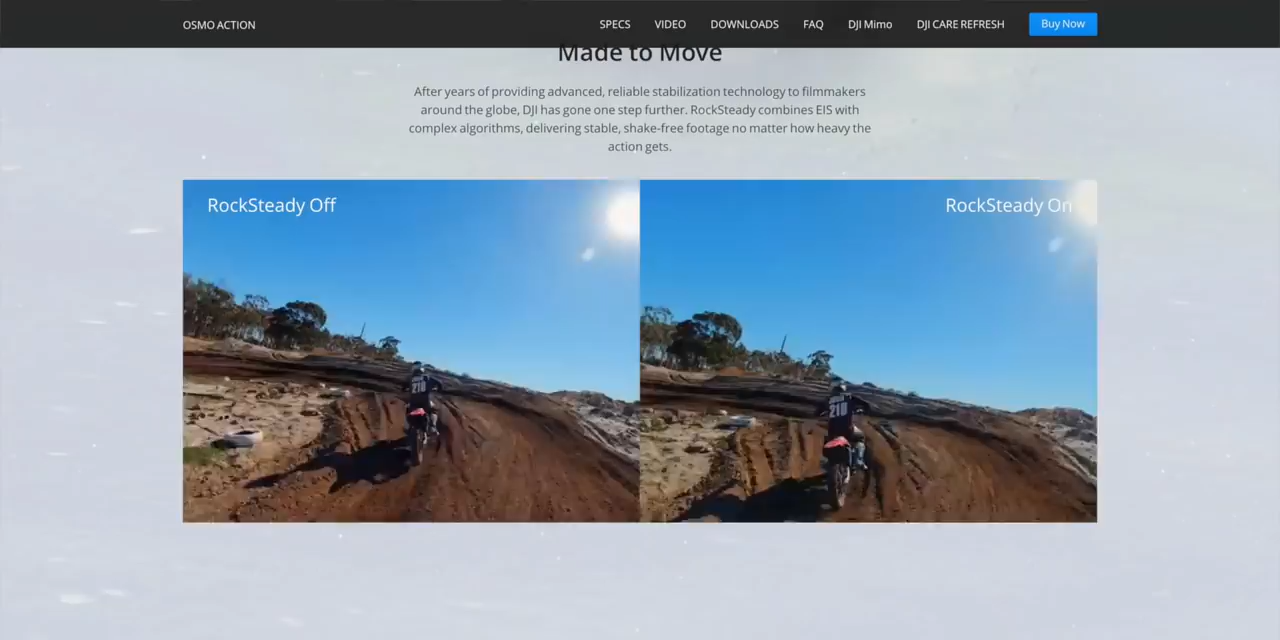 OSMO ACTION
SPECS
VIDEO
DOWNLOADS
FAQ
DJI Mimo
DJI CARE REFRESH
Buy Now
Made to Move
After years of providing advanced, reliable stabilization technology to filmmakers
around the globe, DJI has gone one step further. RockSteady combines EIS with
complex algorithms, delivering stable, shake-free footage no matter how heavy the
action gets.
RockSteady Off
RockSteady On
218
218